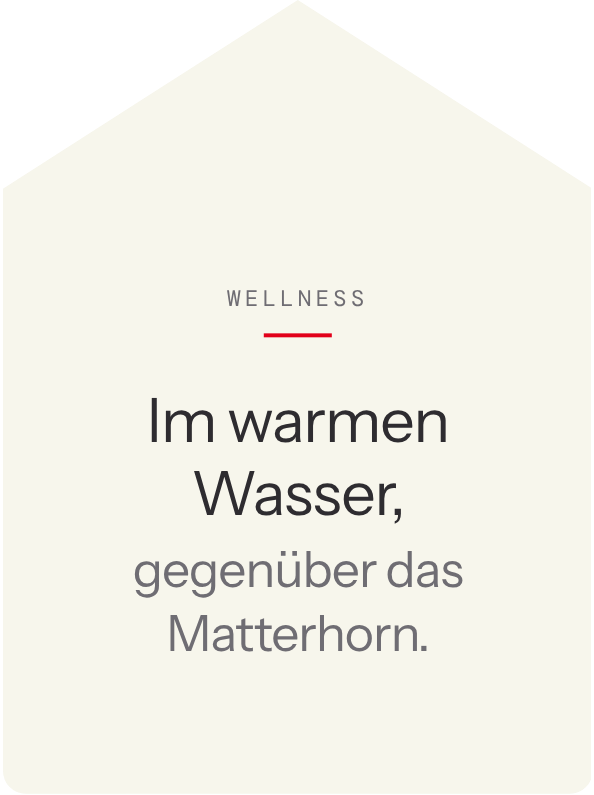 WELLNESS
Im warmen
Wasser,
gegenüber das
Matterhorn.